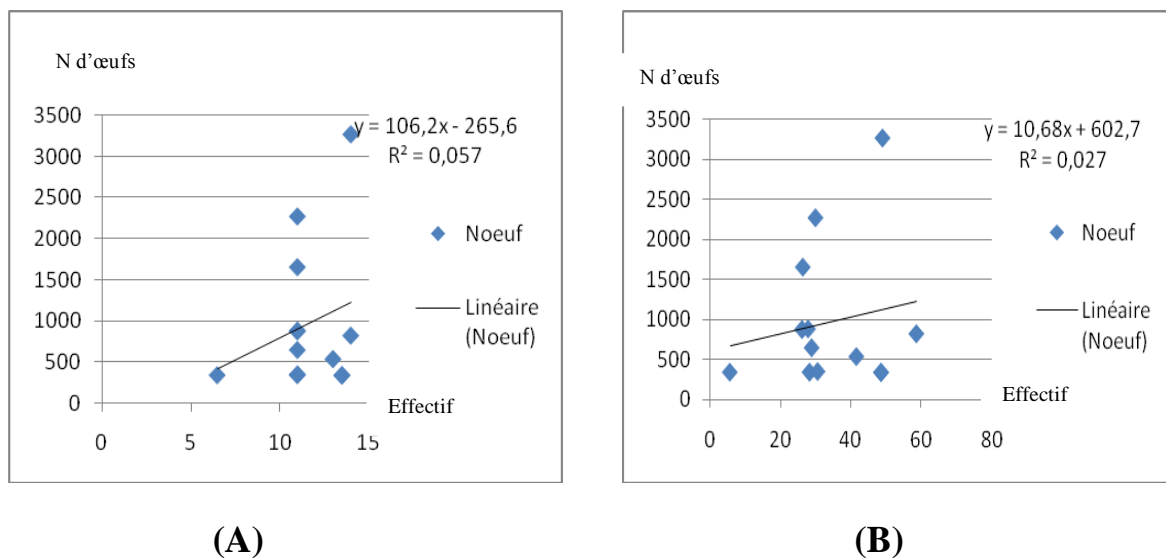 N d'œufs
3500
3000
2500
2000
1500
1000
500
0
0 5 10 15
y = 106,2x - 265,6
R² = 0,057
Noeuf
Linéaire
(Noeuf)
Effectif
(A)
N d'œufs
3500
3000
2500
2000
1500
1000
500
0
0 20 40 60 80
y = 10,68x + 602,7
R² = 0,027
Noeuf
Linéaire
(Noeuf)
Effectif
(B)